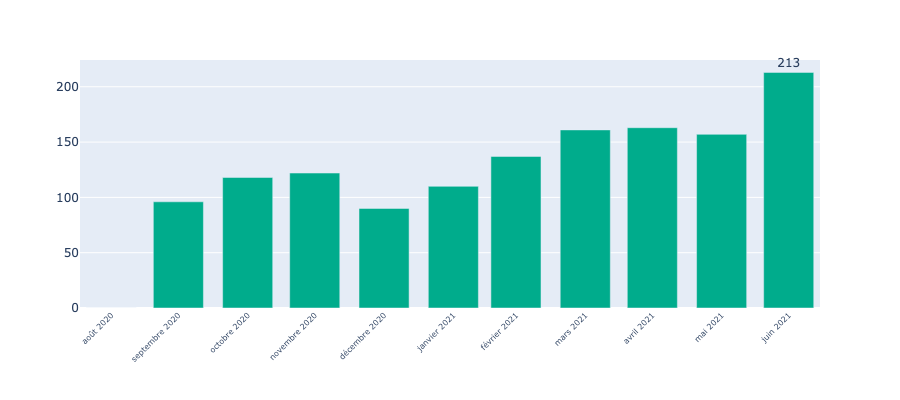 213
200
150
100
50
0
août 2020
septembre 2020
octobre 2020
novembre 2020
décembre 2020
janvier 2021
février 2021
mars 2021
avril 2021
mai 2021
juin 2021